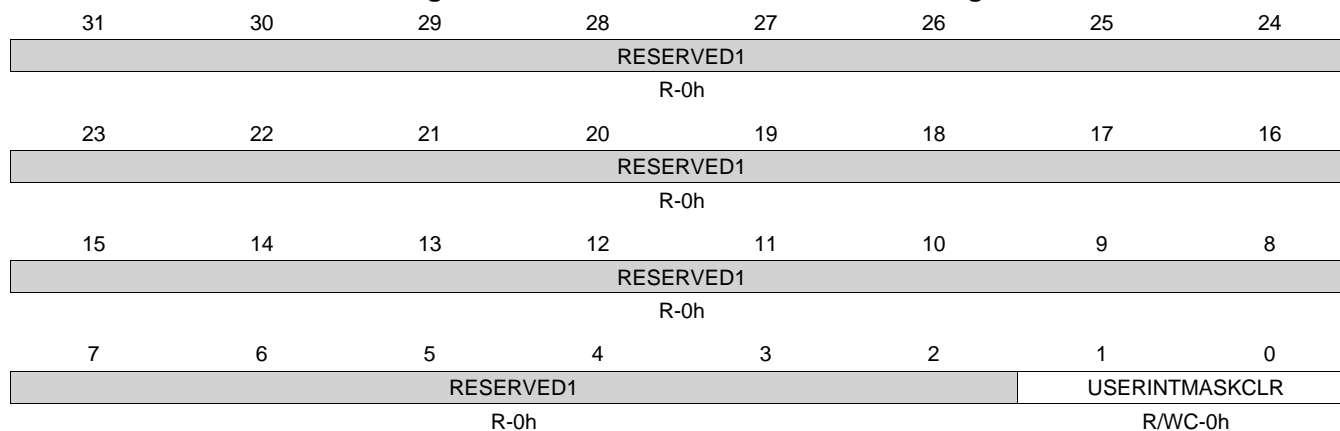 31 30 29 28 27 26 25 24
RESERVED1
R-0h
23 22 21 20 19 18 17 16
RESERVED1
R-0h
15 14 13 12 11 10 9 8
RESERVED1
R-0h
7 6 5 4 3 2 1 0
RESERVED1 USERINTMASKCLR
R-0h R/WC-0h